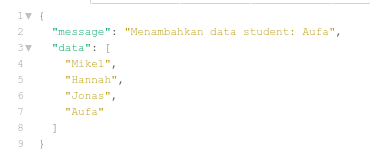 1▼ {
2 "message": "Menambahkan data student: Aufa",
3▼ "data": [
4 "Mikel",
5 "Hannah",
6 "Jonas",
7 "Aufa"
8 ]
9 }